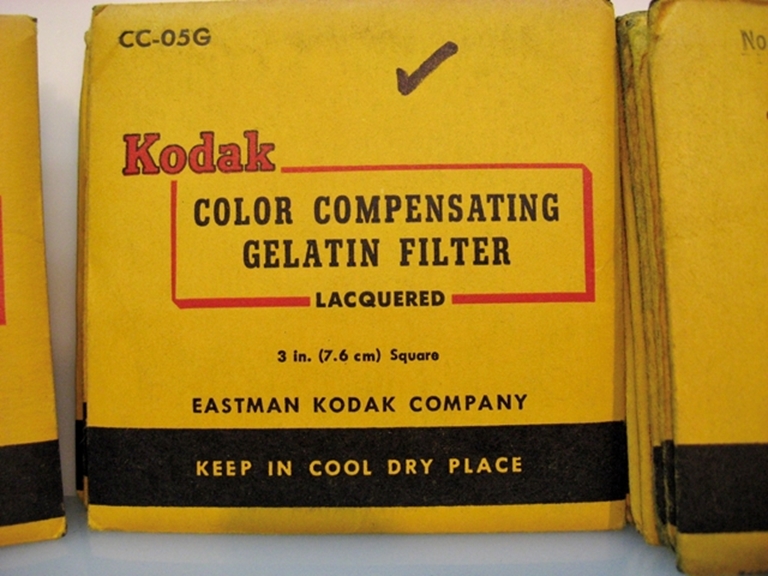 CC-05G
Kodak
COLOR COMPENSATING
GELATIN FILTER
LACQUERED
3 in. (7.6 cm) Square
EASTMAN KODAK COMPANY
KEEP IN COOL DRY PLACE
No